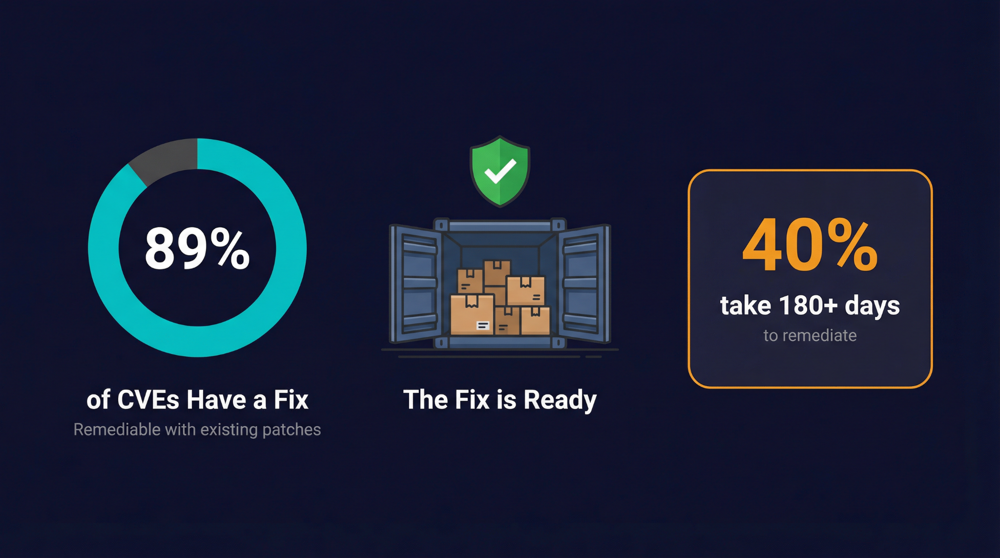 89%
of CVEs Have a Fix
Remediable with existing patches
The Fix is Ready
40%
take 180+ days
to remediate